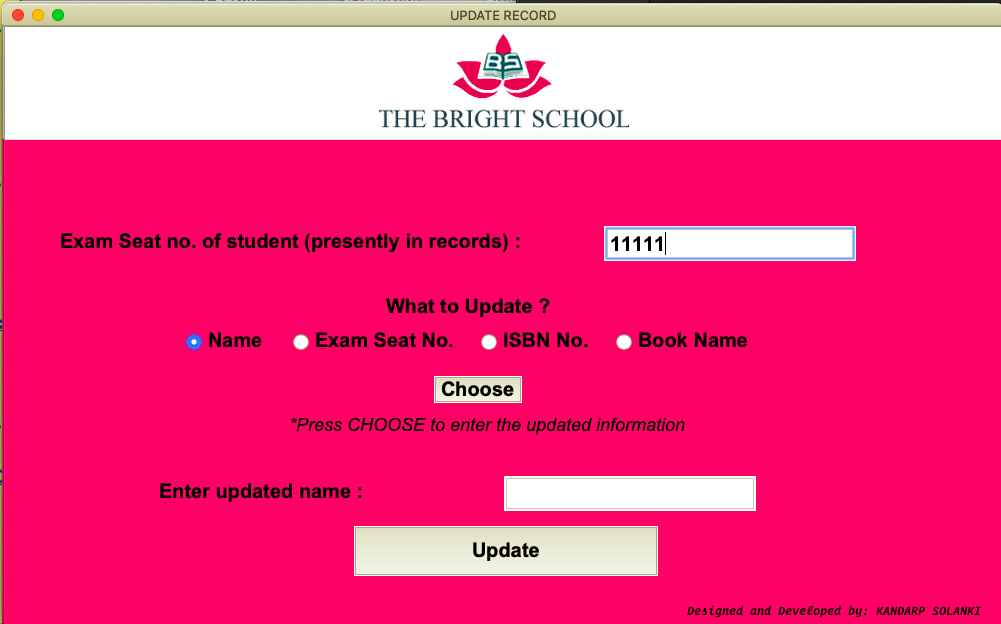 UPDATE RECORD
BS
THE BRIGHT SCHOOL
Exam Seat no. of student (presently in records) : 11111
What to Update ?
Name Exam Seat No. ISBN No. Book Name
Choose
*Press CHOOSE to enter the updated information
Enter updated name :
Update
Designed and Developed by: KANDARP SOLANKI